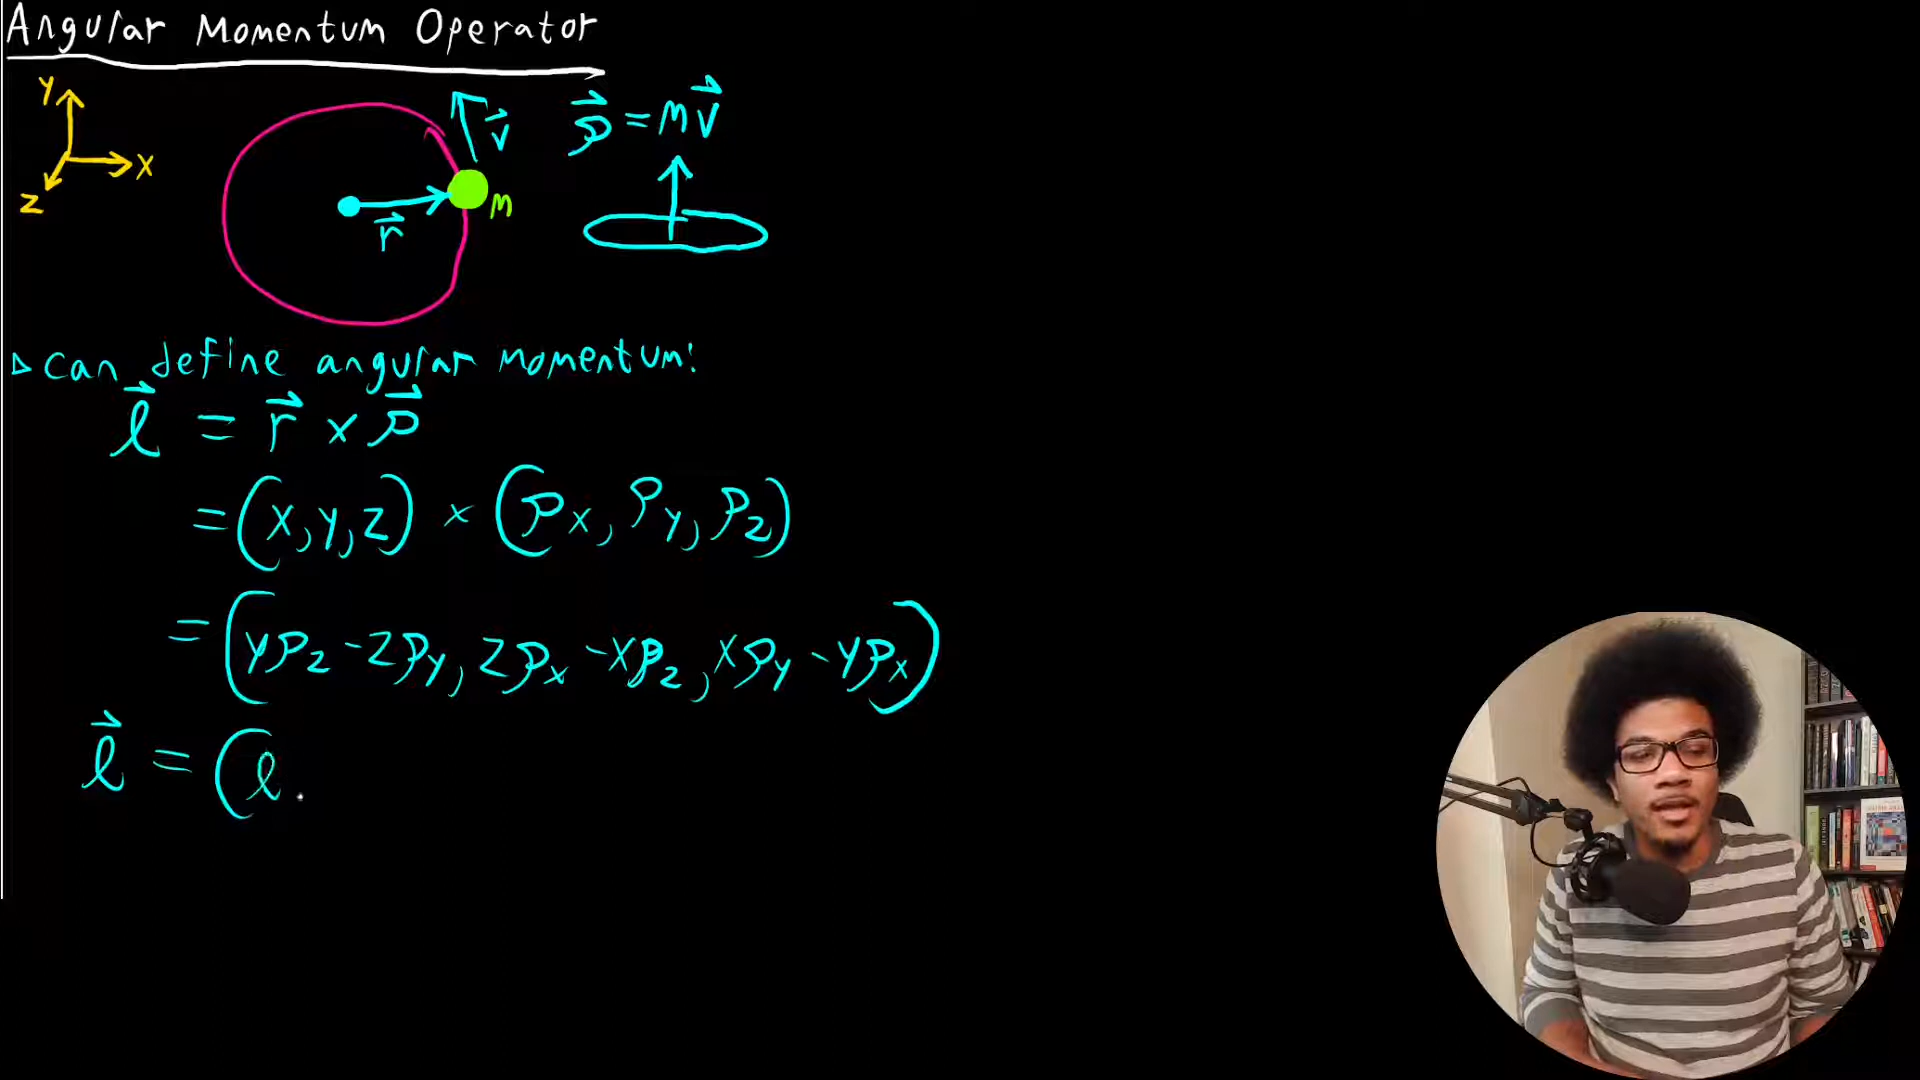 Angular Momentum Operator
Y
X
Z
v⃗
r⃗
M
p⃗ = mv⃗
▹ Can define angular momentum:
ℓ⃗ = r⃗ × p⃗
= (x, y, z) × (px, py, pz)
= (ypz - zpy, zpx - xpz, xpy - ypx)
ℓ⃗ = (ℓ